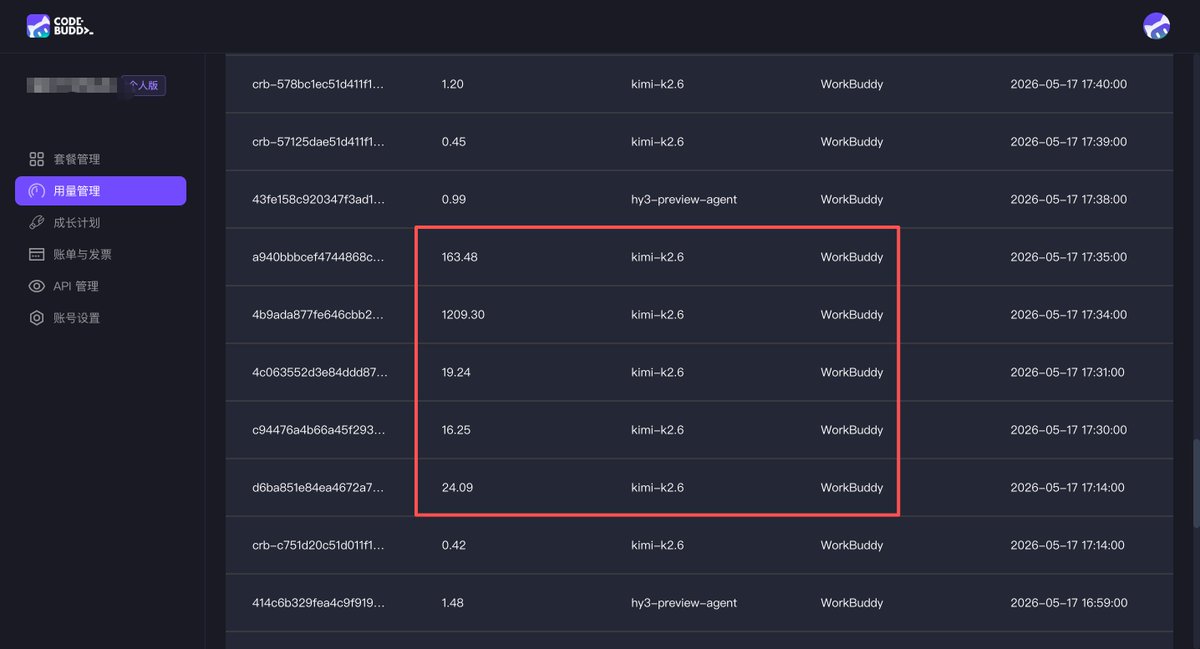 CODE-
BUDD>_
个人版
套餐管理
用量管理
成长计划
账单与发票
API 管理
账号设置
crb-578bc1ec51d411f1... 1.20 kimi-k2.6 WorkBuddy 2026-05-17 17:40:00
crb-57125dae51d411f1... 0.45 kimi-k2.6 WorkBuddy 2026-05-17 17:39:00
43fe158c920347f3ad1... 0.99 hy3-preview-agent WorkBuddy 2026-05-17 17:38:00
a940bbbcef4744868c... 163.48 kimi-k2.6 WorkBuddy 2026-05-17 17:35:00
4b9ada877fe646cbb2... 1209.30 kimi-k2.6 WorkBuddy 2026-05-17 17:34:00
4c063552d3e84ddd87... 19.24 kimi-k2.6 WorkBuddy 2026-05-17 17:31:00
c94476a4b66a45f293... 16.25 kimi-k2.6 WorkBuddy 2026-05-17 17:30:00
d6ba851e84ea4672a7... 24.09 kimi-k2.6 WorkBuddy 2026-05-17 17:14:00
crb-c751d20c51d011f1... 0.42 kimi-k2.6 WorkBuddy 2026-05-17 17:14:00
414c6b329fea4c9f919... 1.48 hy3-preview-agent WorkBuddy 2026-05-17 16:59:00